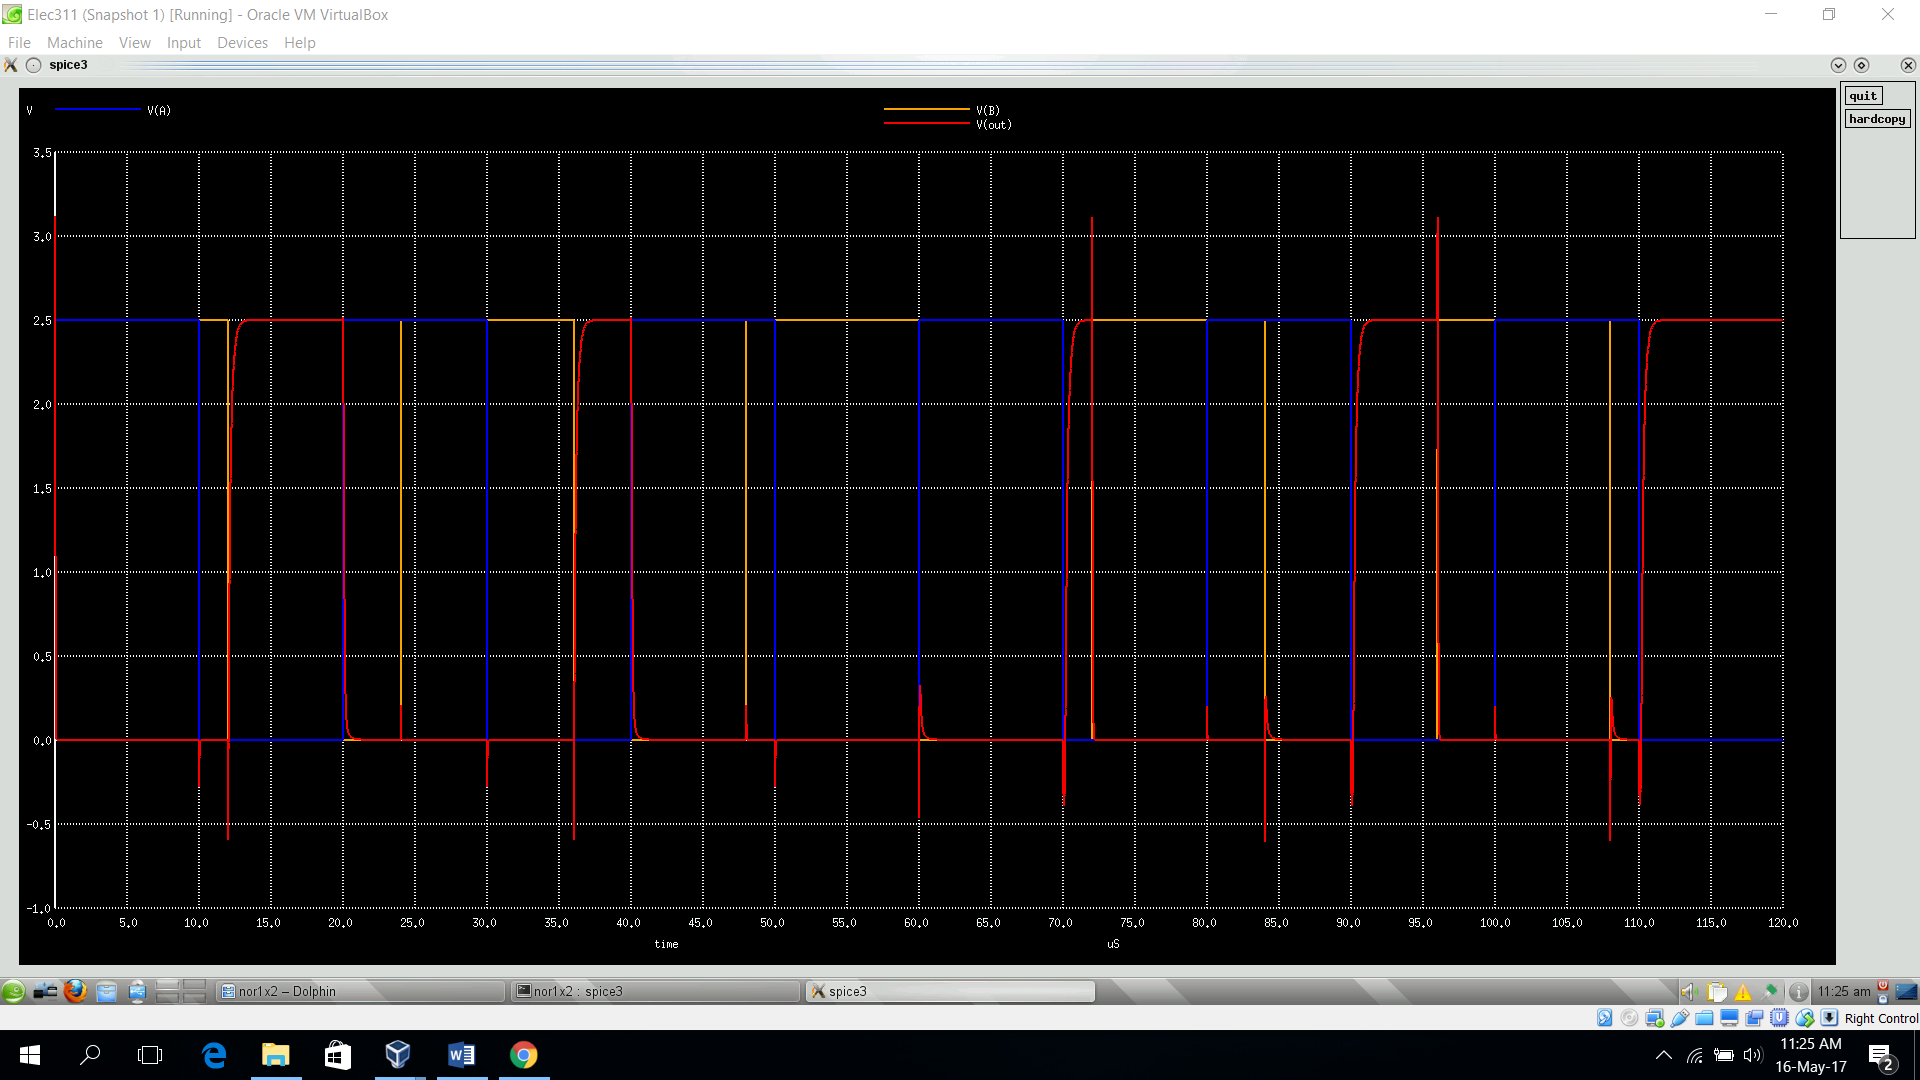 Elec311 (Snapshot 1) [Running] - Oracle VM VirtualBox
File Machine View Input Devices Help
spice3
V V(A) V(B)
V(out)
quit
hardcopy
3.5
3.0
2.5
2.0
1.5
1.0
0.5
0.0
-0.5
-1.0
0.0 5.0 10.0 15.0 20.0 25.0 30.0 35.0 40.0 45.0 50.0 55.0 60.0 65.0 70.0 75.0 80.0 85.0 90.0 95.0 100.0 105.0 110.0 115.0 120.0
time uS
nor1x2 – Dolphin nor1x2 : spice3 spice3 11:25 am
Right Control
11:25 AM
16-May-17
2